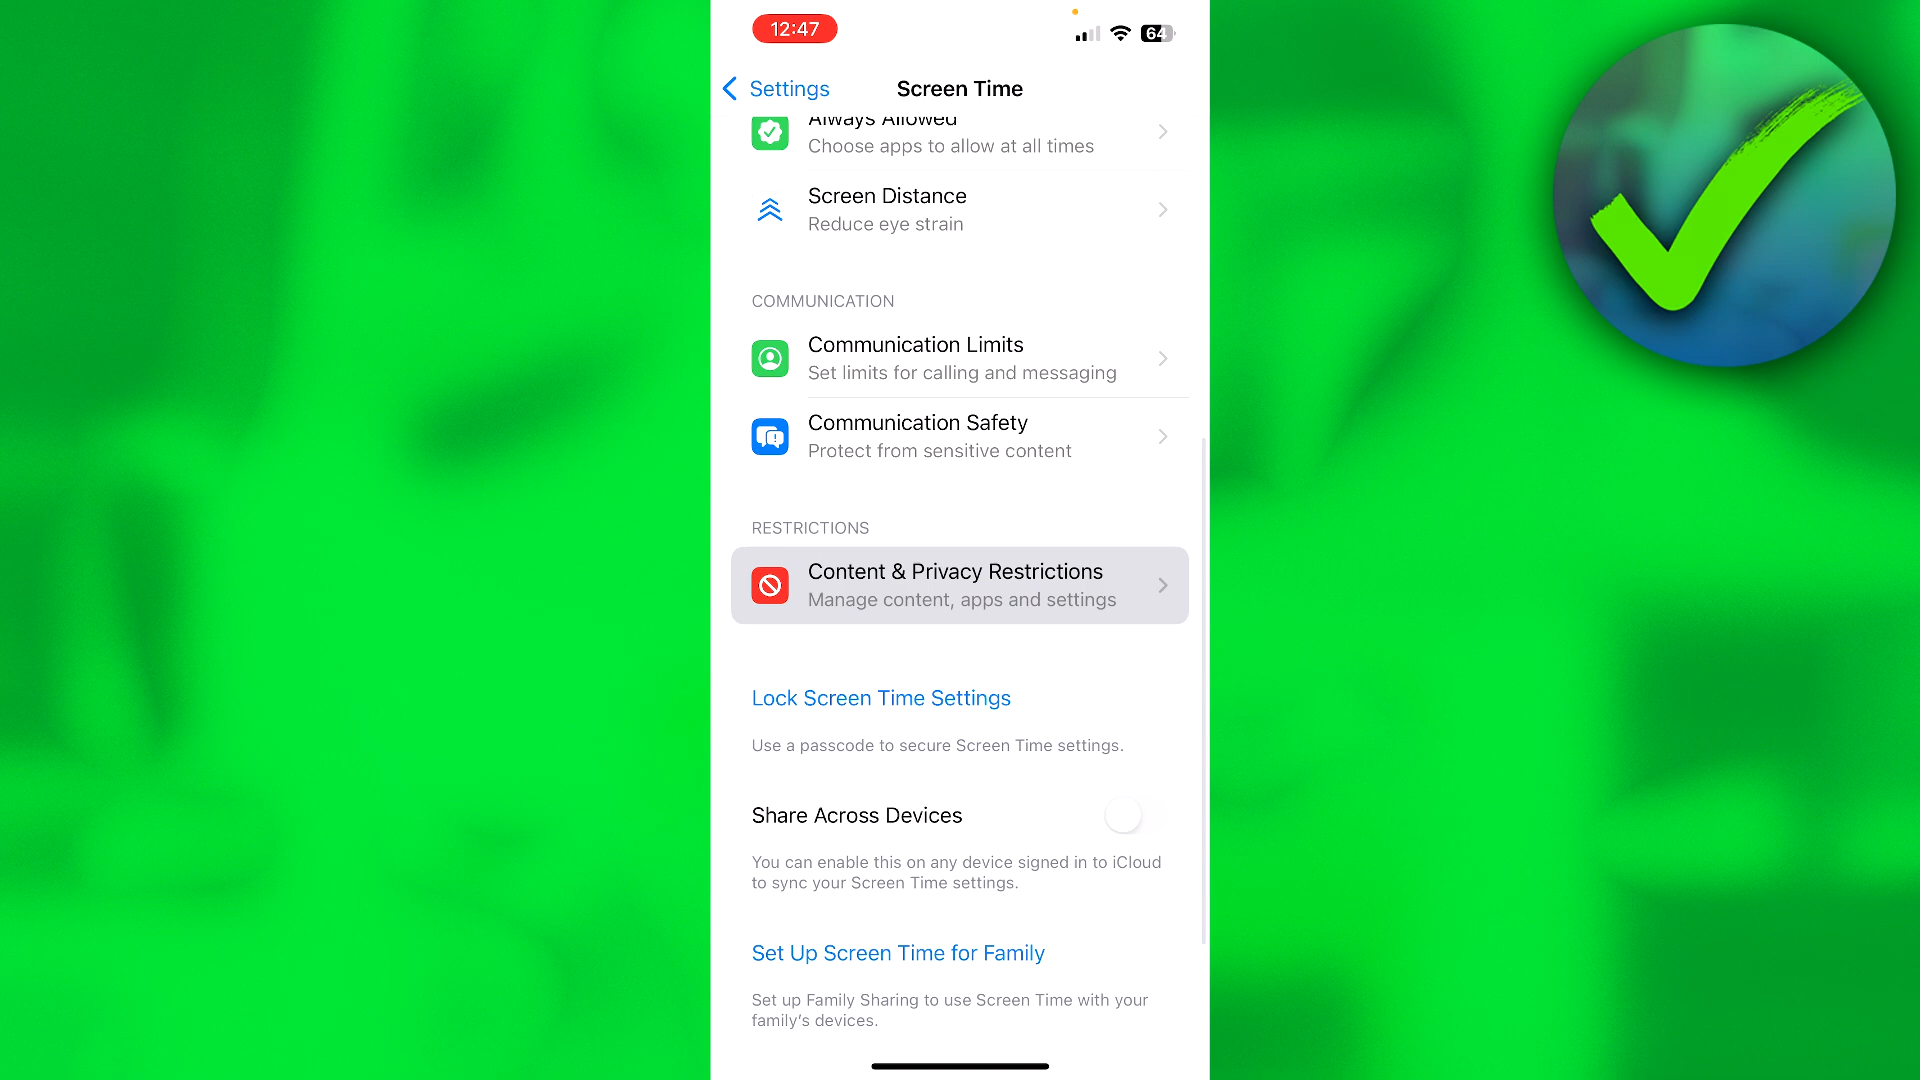 12:47
64
Settings
Screen Time
Always Allowed
Choose apps to allow at all times
Screen Distance
Reduce eye strain
COMMUNICATION
Communication Limits
Set limits for calling and messaging
Communication Safety
Protect from sensitive content
RESTRICTIONS
Content & Privacy Restrictions
Manage content, apps and settings
Lock Screen Time Settings
Use a passcode to secure Screen Time settings.
Share Across Devices
You can enable this on any device signed in to iCloud
to sync your Screen Time settings.
Set Up Screen Time for Family
Set up Family Sharing to use Screen Time with your
family's devices.